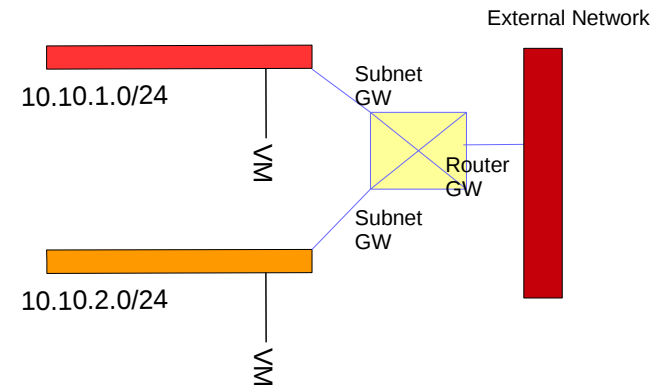 External Network
Subnet
GW
10.10.1.0/24
VM
Router
GW
Subnet
GW
10.10.2.0/24
VM